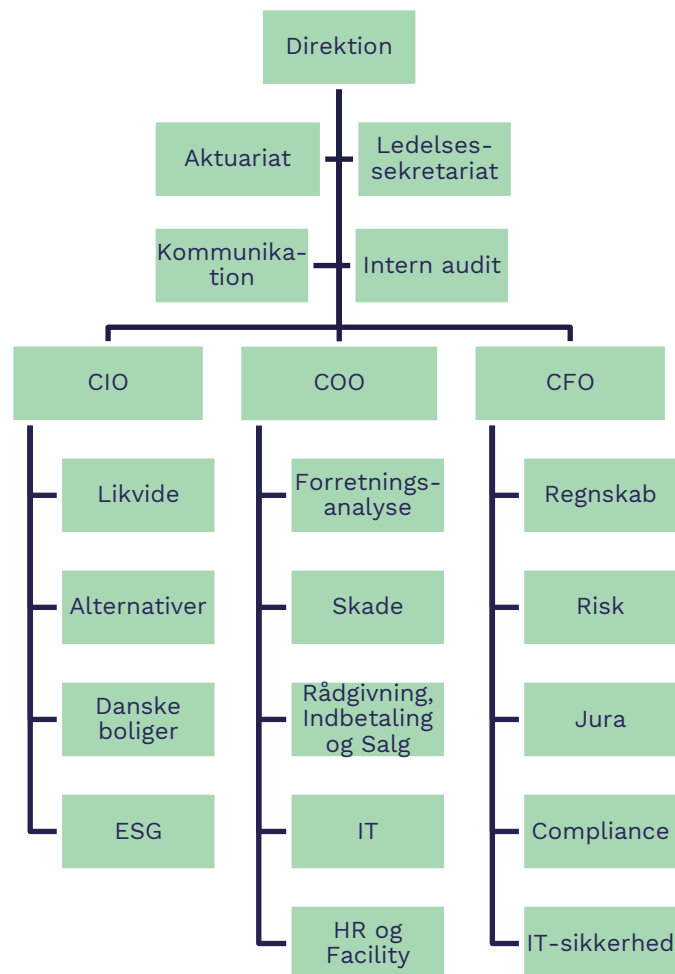 Direktion
Aktuariat
Ledelses-
sekretariat
Kommunika-
tion
Intern audit
CIO
COO
CFO
Likvide
Forretnings-
analyse
Regnskab
Alternativer
Skade
Risk
Danske
boliger
Rådgivning,
Indbetaling
og Salg
Jura
ESG
IT
Compliance
HR og
Facility
IT-sikkerhed